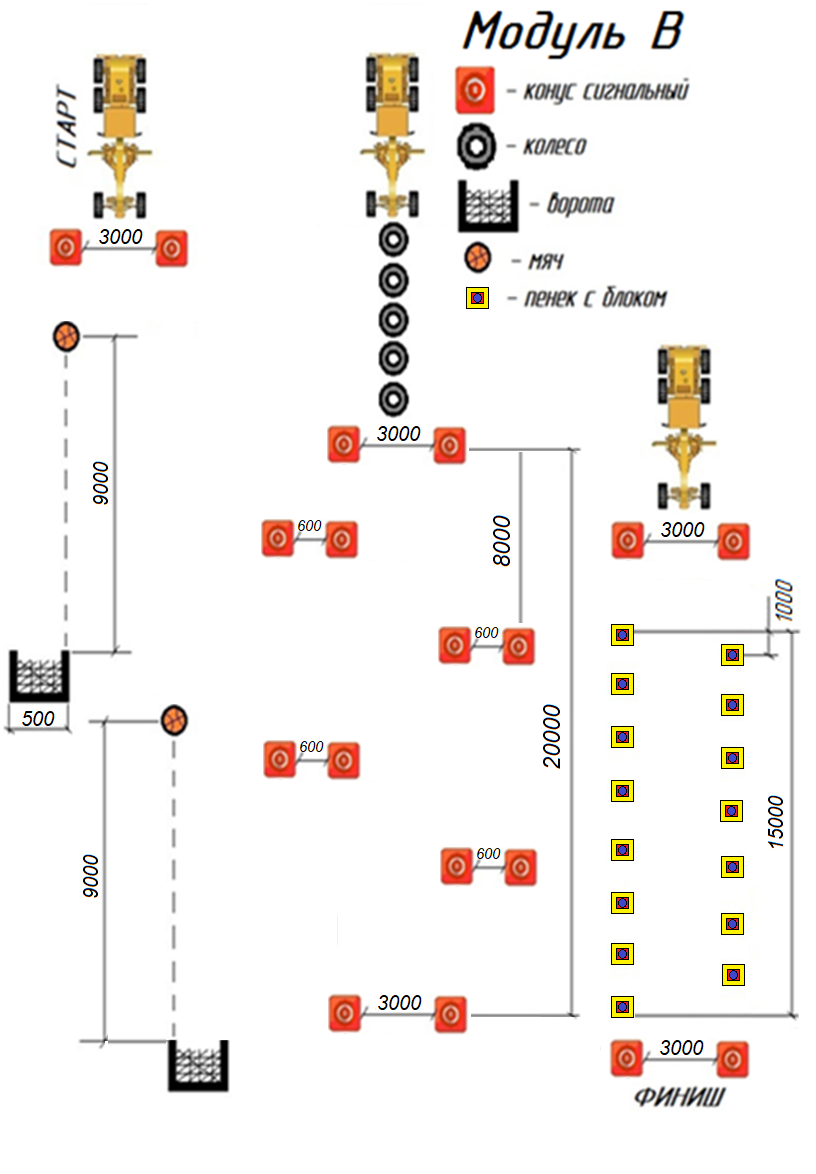 Модуль В
- конус сигнальный
- колесо
- ворота
- мяч
- пенек с блоком
СТАРТ
3000
9000
500
9000
3000
600
8000
600
20000
600
600
3000
3000
1000
15000
3000
ФИНИШ